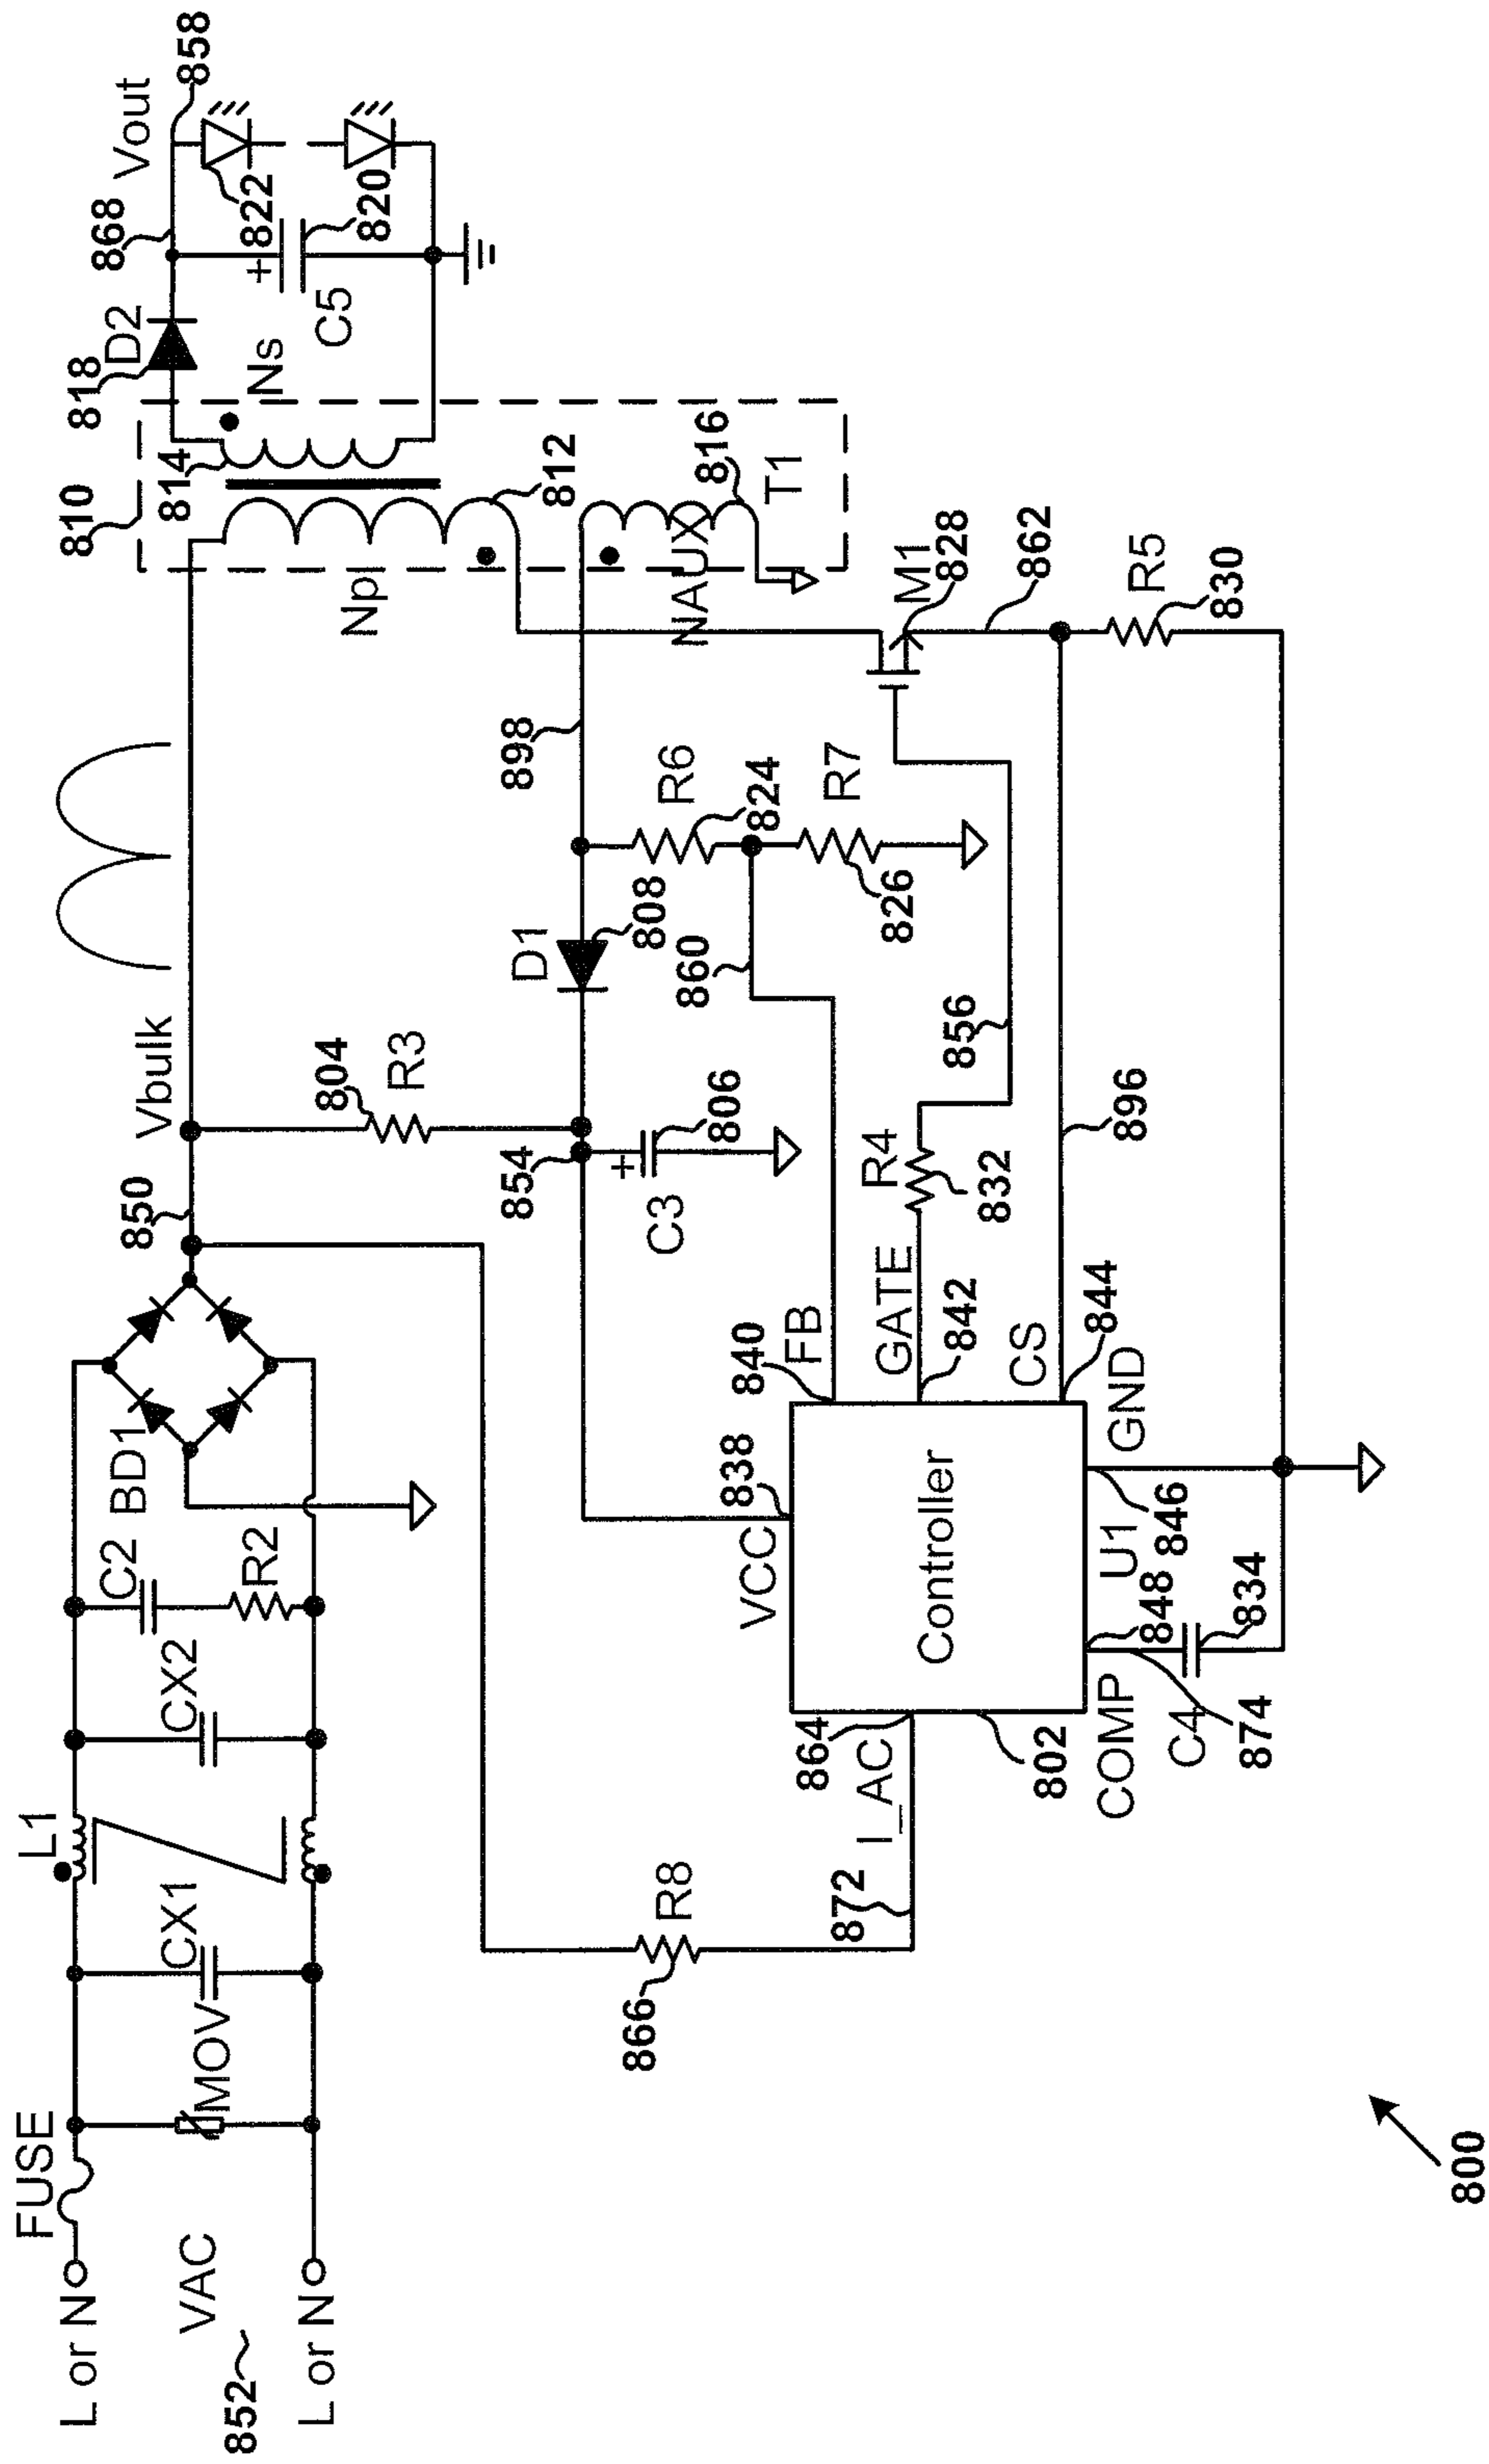 FUSE
L or N
VAC
852
L or N
MOV
CX1
L1
CX2
C2
R2
BD1
850
Vbulk
804
R3
854
C3
806
D1
808
898
R6
824
R7
826
860
810
814
812
Np
Ns
NAUX
816
T1
818
D2
868
Vout
858
822
820
C5
+
+
866
R8
872
I_AC
864
802
Controller
VCC
838
840
FB
GATE
842
R4
832
856
CS
844
896
GND
846
U1
848
COMP
874
C4
834
M1
828
862
R5
830
800